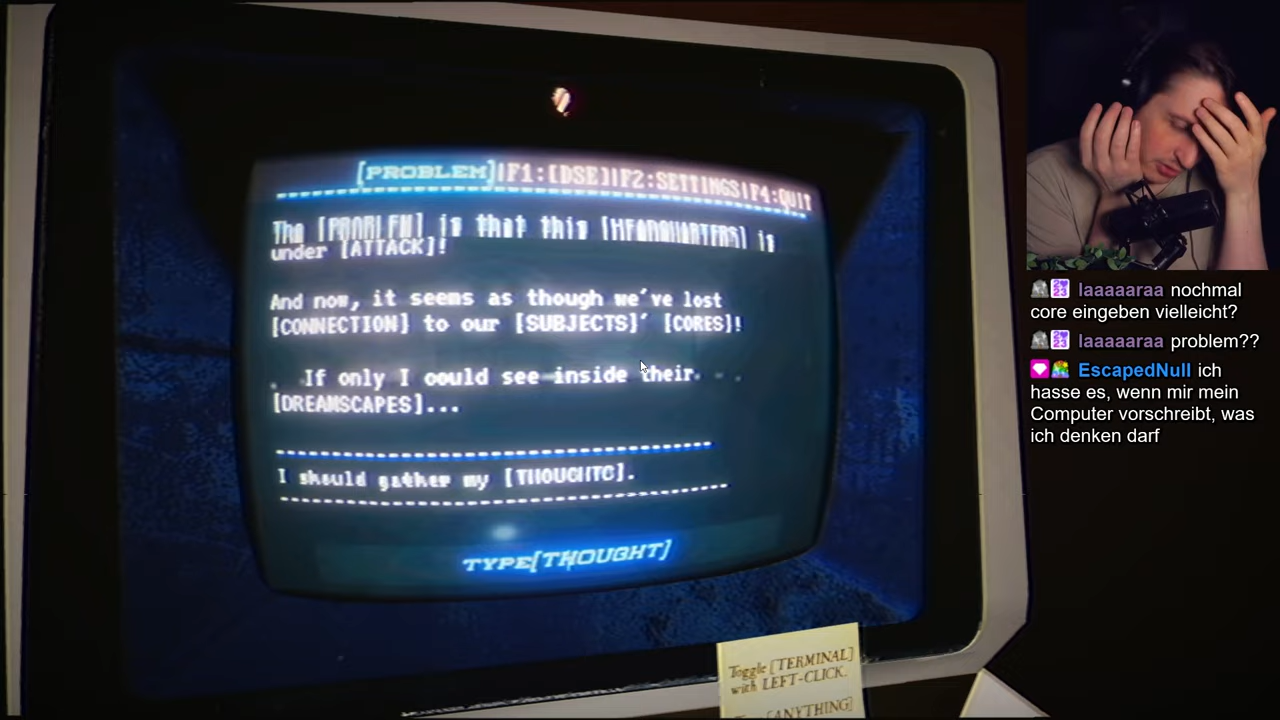 [PROBLEM]|F1:[DSE]|F2:SETTINGS|F4:QUIT
The [PROBLEM] is that this [HEADQUARTERS] is
under [ATTACK]!
And now, it seems as though we've lost
[CONNECTION] to our [SUBJECTS]' [CORES]!
If only I could see inside their
[DREAMSCAPES]...
I should gather my [THOUGHTS].
TYPE[THOUGHT]
Toggle [TERMINAL]
with LEFT-CLICK.
[ANYTHING]
laaaaaraa nochmal
core eingeben vielleicht?
laaaaaraa problem??
EscapedNull ich
hasse es, wenn mir mein
Computer vorschreibt, was
ich denken darf